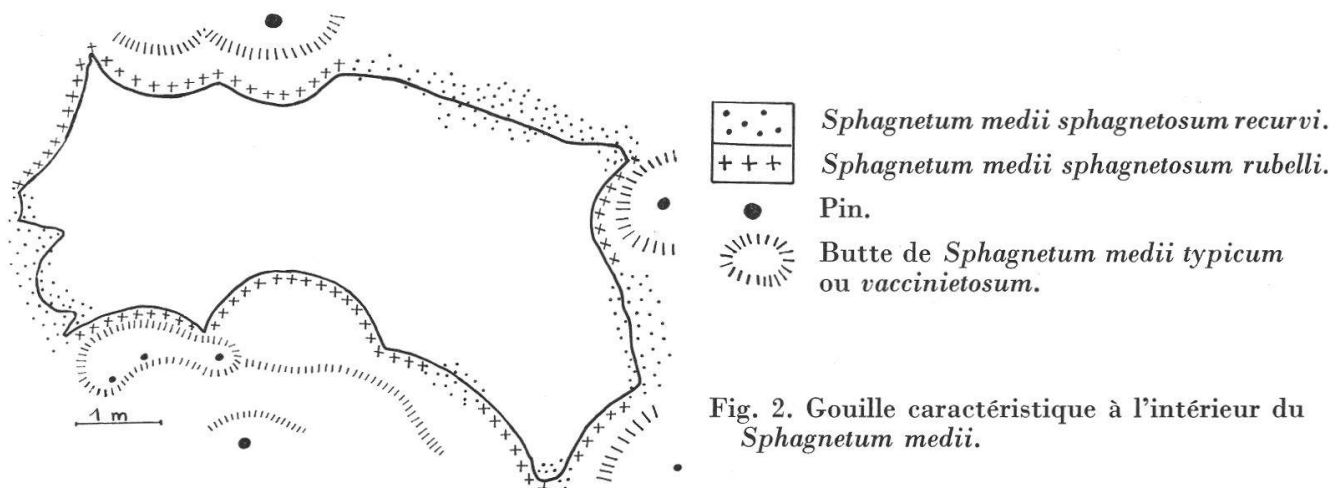 Sphagnetum medii sphagnetosum recurvi.
Sphagnetum medii sphagnetosum rubelli.
Pin.
Butte de Sphagnetum medii typicum
ou vaccinietosum.
1 m
Fig. 2. Gouille caractéristique à l'intérieur du
Sphagnetum medii.